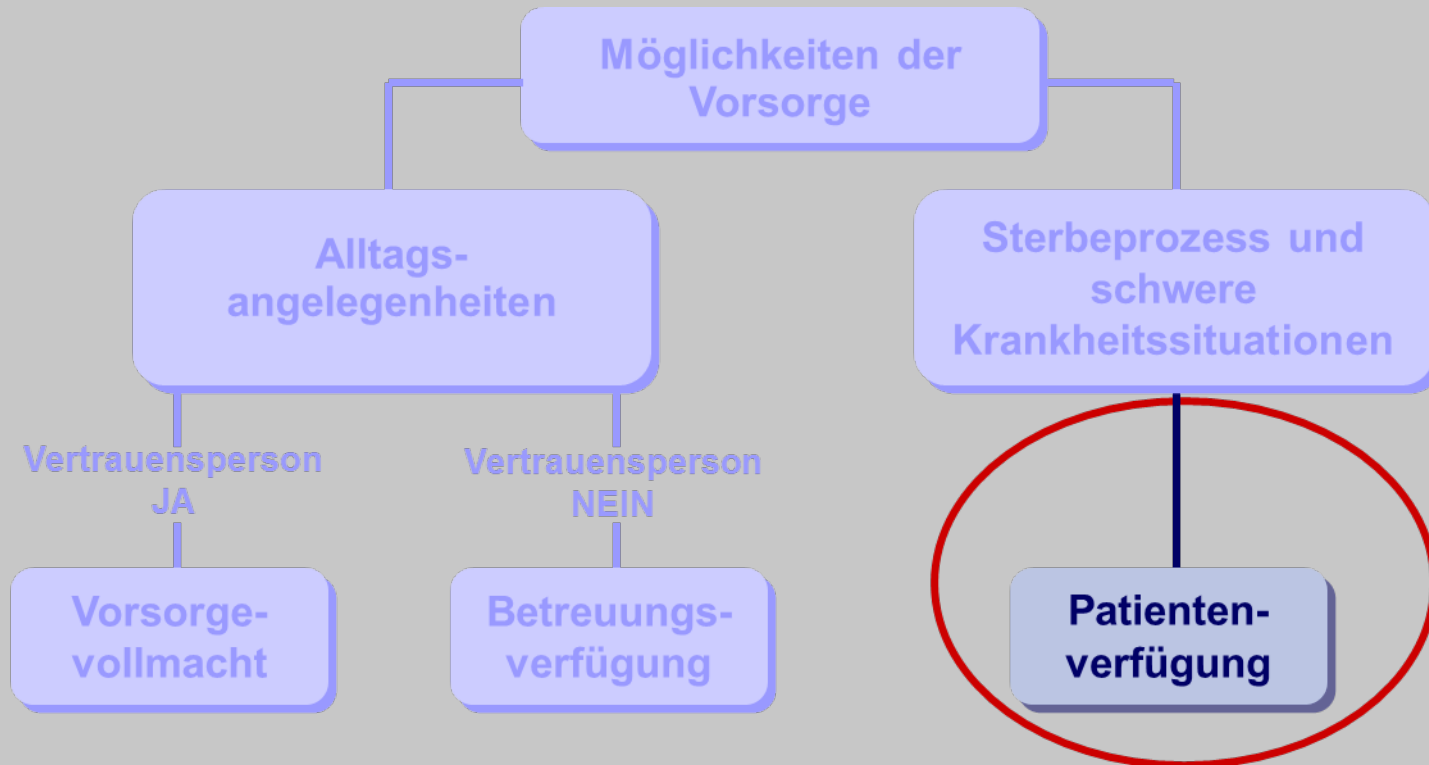 Möglichkeiten der
Vorsorge
Alltags-
angelegenheiten
Sterbeprozess und
schwere
Krankheitssituationen
Vertrauensperson
JA
Vertrauensperson
NEIN
Vorsorge-
vollmacht
Betreuungs-
verfügung
Patienten-
verfügung